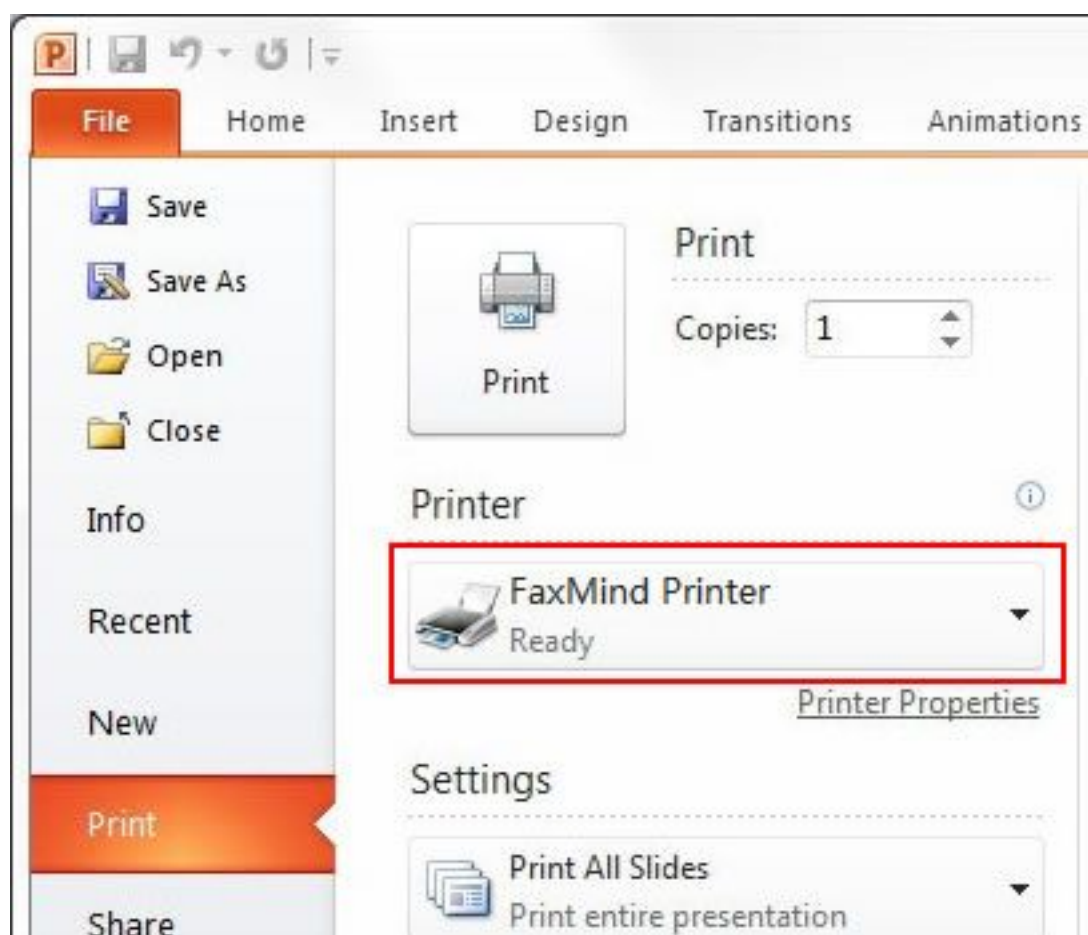 P
File Home Insert Design Transitions Animations
Save
Save As
Open
Close
Info
Recent
New
Print
Share
Print
Print
Copies: 1
Printer
FaxMind Printer
Ready
Printer Properties
Settings
Print All Slides
Print entire presentation